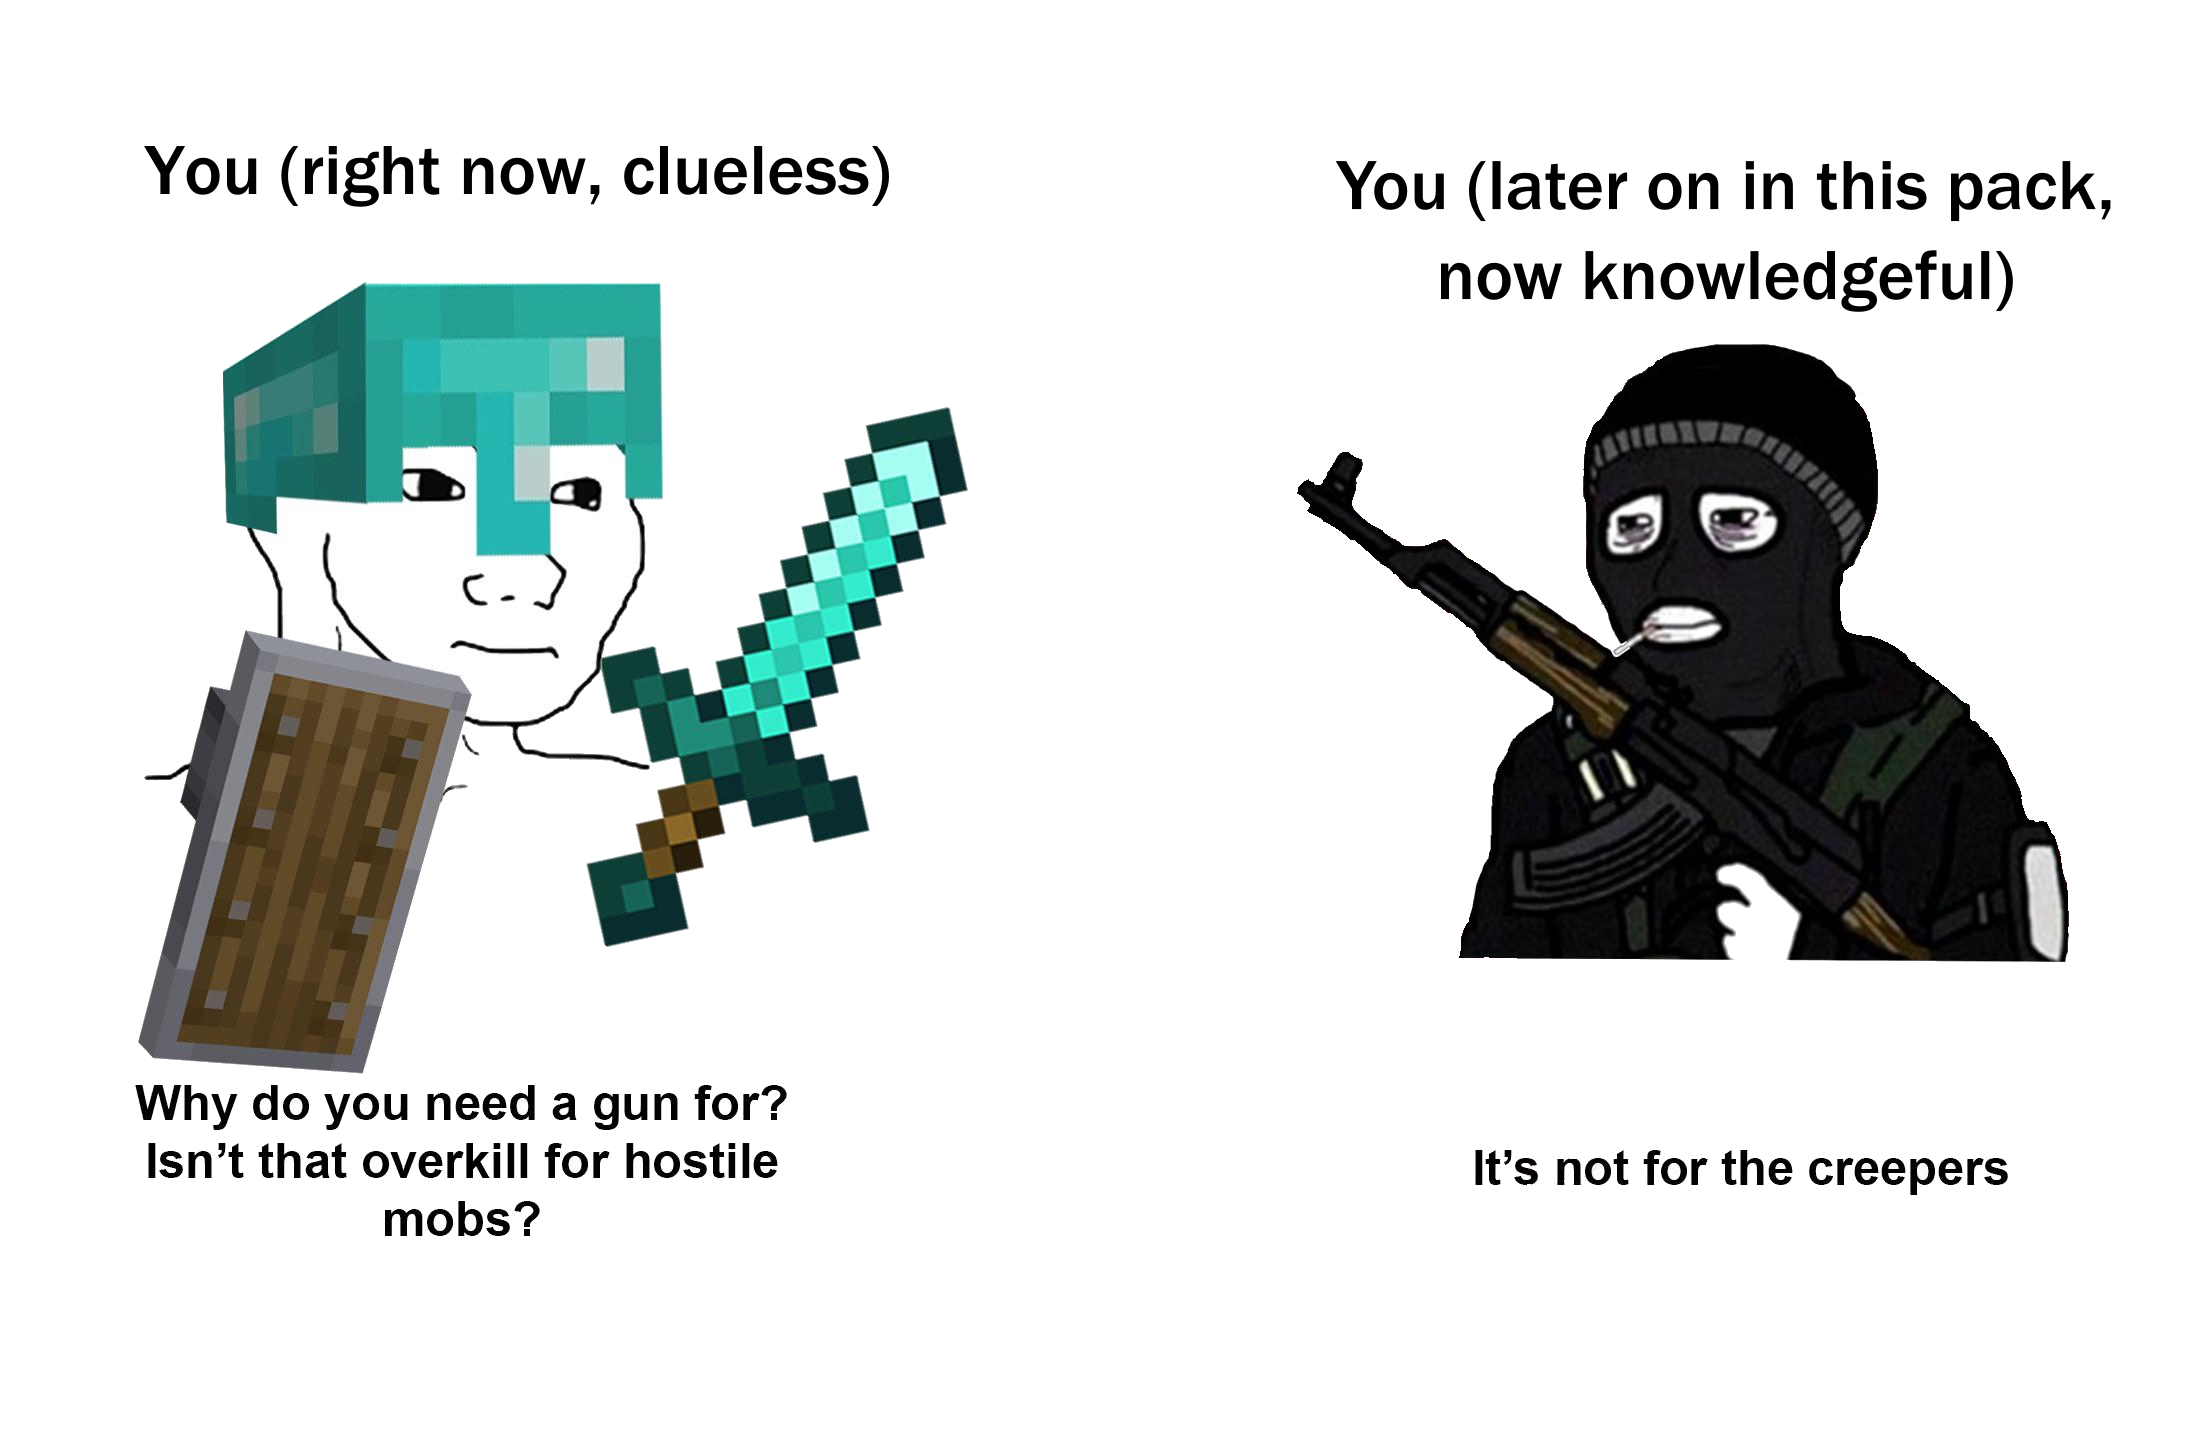 You (right now, clueless)
Why do you need a gun for?
Isn’t that overkill for hostile
mobs?
You (later on in this pack,
now knowledgeful)
It’s not for the creepers